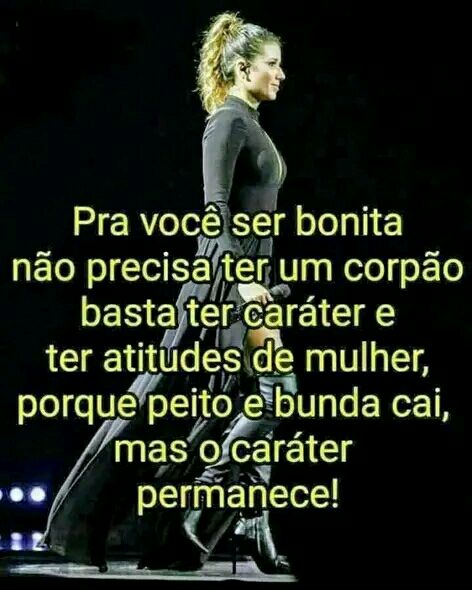 Pra você ser bonita
não precisa ter um corpão
basta ter caráter e
ter atitudes de mulher,
porque peito e bunda cai,
mas o caráter
permanece!